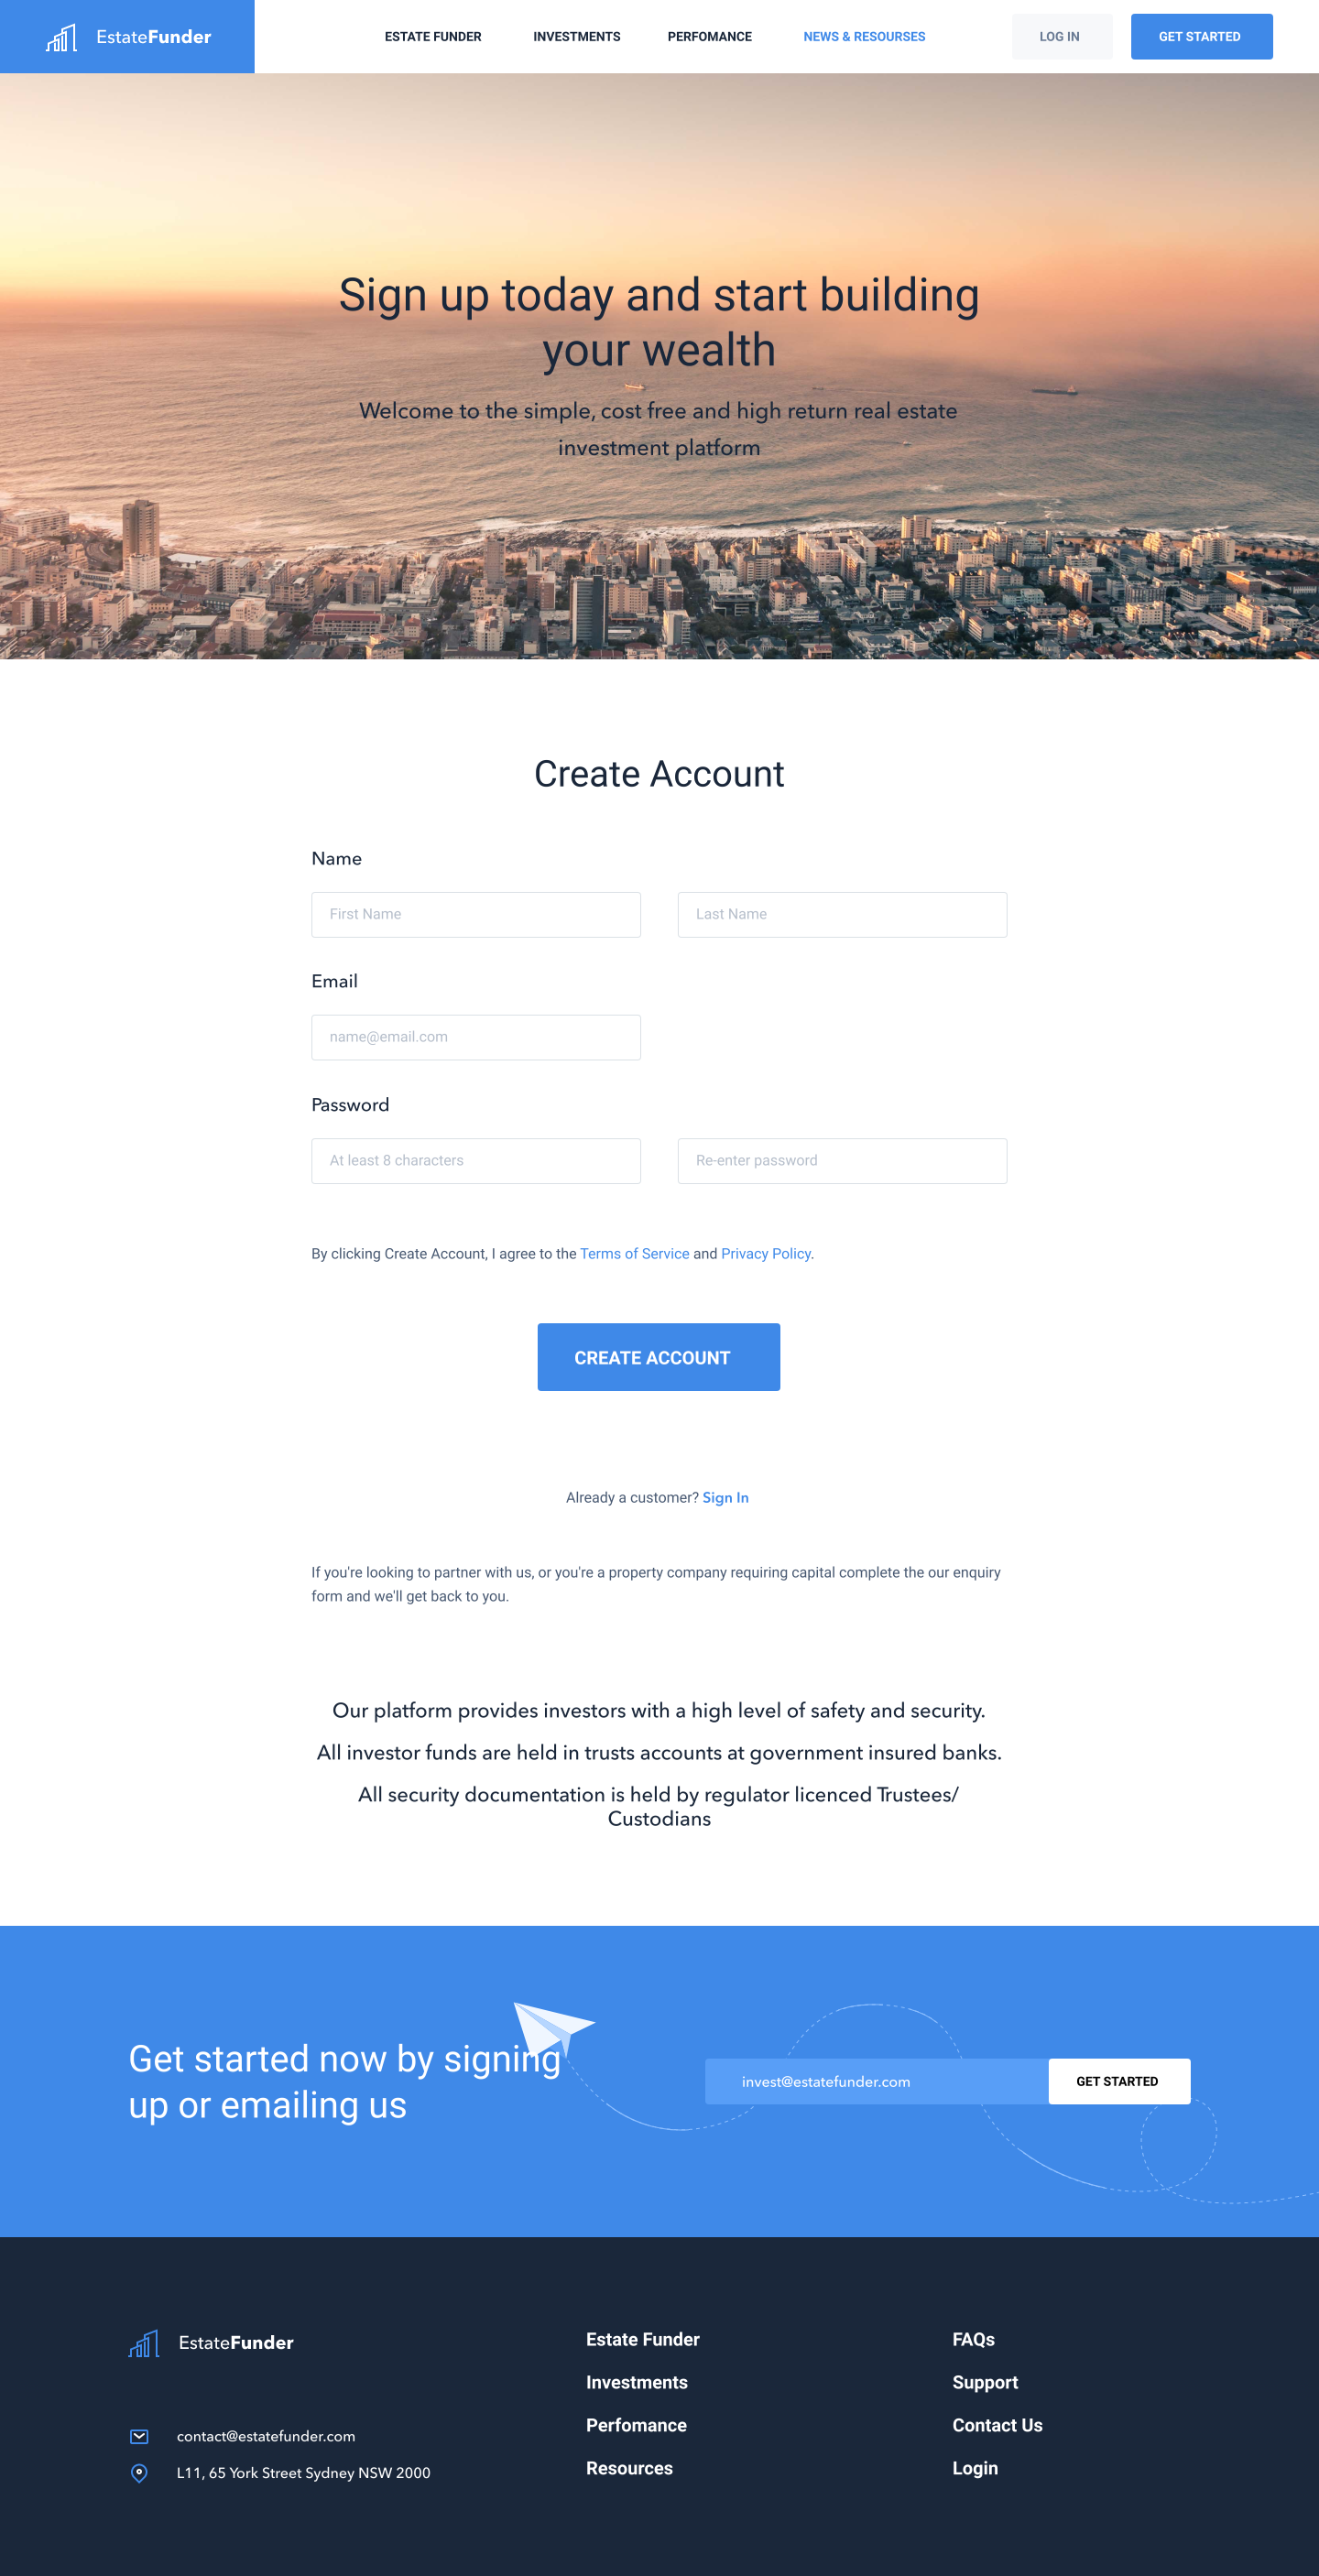 EstateFunder
ESTATE FUNDER
INVESTMENTS
PERFOMANCE
NEWS & RESOURSES
LOG IN
GET STARTED
Sign up today and start building
your wealth
Welcome to the simple, cost free and high return real estate
investment platform
Create Account
Name
First Name
Last Name
Email
name@email.com
Password
At least 8 characters
Re-enter password
By clicking Create Account, I agree to the Terms of Service and Privacy Policy.
CREATE ACCOUNT
Already a customer? Sign In
If you're looking to partner with us, or you're a property company requiring capital complete the our enquiry
form and we'll get back to you.
Our platform provides investors with a high level of safety and security.
All investor funds are held in trusts accounts at government insured banks.
All security documentation is held by regulator licenced Trustees/
Custodians
Get started now by signing
up or emailing us
invest@estatefunder.com
GET STARTED
EstateFunder
contact@estatefunder.com
L11, 65 York Street Sydney NSW 2000
Estate Funder
Investments
Perfomance
Resources
FAQs
Support
Contact Us
Login